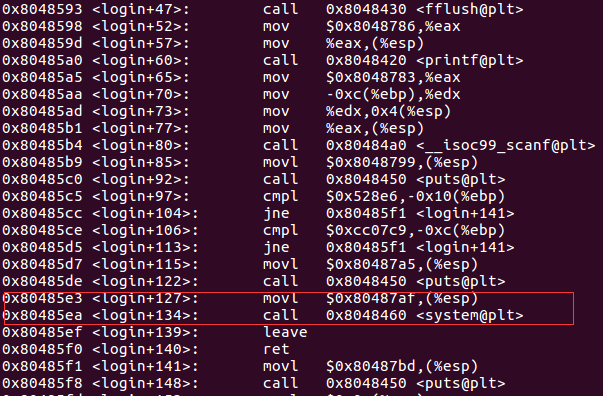 0x8048593 <login+47>: call 0x8048430 <fflush@plt>
0x8048598 <login+52>: mov $0x8048786,%eax
0x804859d <login+57>: mov %eax,(%esp)
0x80485a0 <login+60>: call 0x8048420 <printf@plt>
0x80485a5 <login+65>: mov $0x8048783,%eax
0x80485aa <login+70>: mov -0xc(%ebp),%edx
0x80485ad <login+73>: mov %edx,0x4(%esp)
0x80485b1 <login+77>: mov %eax,(%esp)
0x80485b4 <login+80>: call 0x80484a0 <__isoc99_scanf@plt>
0x80485b9 <login+85>: movl $0x8048799,(%esp)
0x80485c0 <login+92>: call 0x8048450 <puts@plt>
0x80485c5 <login+97>: cmpl $0x528e6,-0x10(%ebp)
0x80485cc <login+104>: jne 0x80485f1 <login+141>
0x80485ce <login+106>: cmpl $0xcc07c9,-0xc(%ebp)
0x80485d5 <login+113>: jne 0x80485f1 <login+141>
0x80485d7 <login+115>: movl $0x80487a5,(%esp)
0x80485de <login+122>: call 0x8048450 <puts@plt>
0x80485e3 <login+127>: movl $0x80487af,(%esp)
0x80485ea <login+134>: call 0x8048460 <system@plt>
0x80485ef <login+139>: leave
0x80485f0 <login+140>: ret
0x80485f1 <login+141>: movl $0x80487bd,(%esp)
0x80485f8 <login+148>: call 0x8048450 <puts@plt>